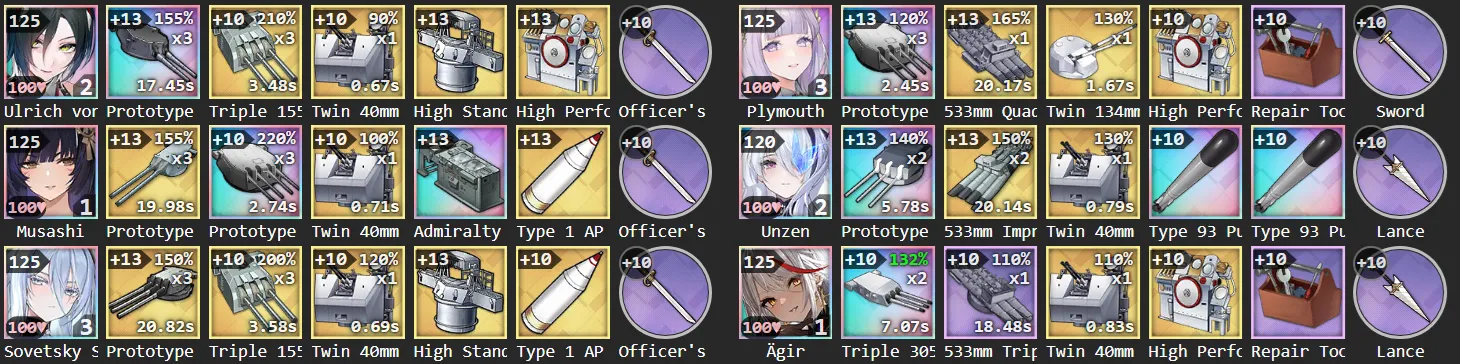 125 +13 155% +10 210% +10 90% +13 +13 +10
x3 x3 x1
100♥ 2 17.45s 3.48s 0.67s
Ulrich von Prototype Triple 155 Twin 40mm High Stand High Perfo Officer's
125 +13 120% +13 165% 130% +10 +10 +10
x3 x1 x1
100♥ 3 2.45s 20.17s 1.67s
Plymouth Prototype 533mm Quad Twin 134mm High Perfo Repair Too Sword
125 +13 155% +10 220% +10 100% +13 +13 +10
x3 x3 x1
100♥ 1 19.98s 2.74s 0.71s
Musashi Prototype Prototype Twin 40mm Admiralty Type 1 AP Officer's
120 +13 140% +13 150% 130% +10 +10 +10
x2 x2 x1
100♥ 2 5.78s 20.14s 0.79s
Unzen Prototype 533mm Impr Twin 40mm Type 93 Pu Type 93 Pu Lance
125 +13 150% +10 200% +10 120% +13 +10 +10
x3 x3 x1
100♥ 3 20.82s 3.58s 0.69s
Sovetsky S Prototype Triple 155 Twin 40mm High Stand Type 1 AP Officer's
125 +10 132% +10 110% 110% +10 +10 +10
x2 x1 x1
100♥ 1 7.07s 18.48s 0.83s
Ägir Triple 305 533mm Trip Twin 40mm High Perfo Repair Too Lance